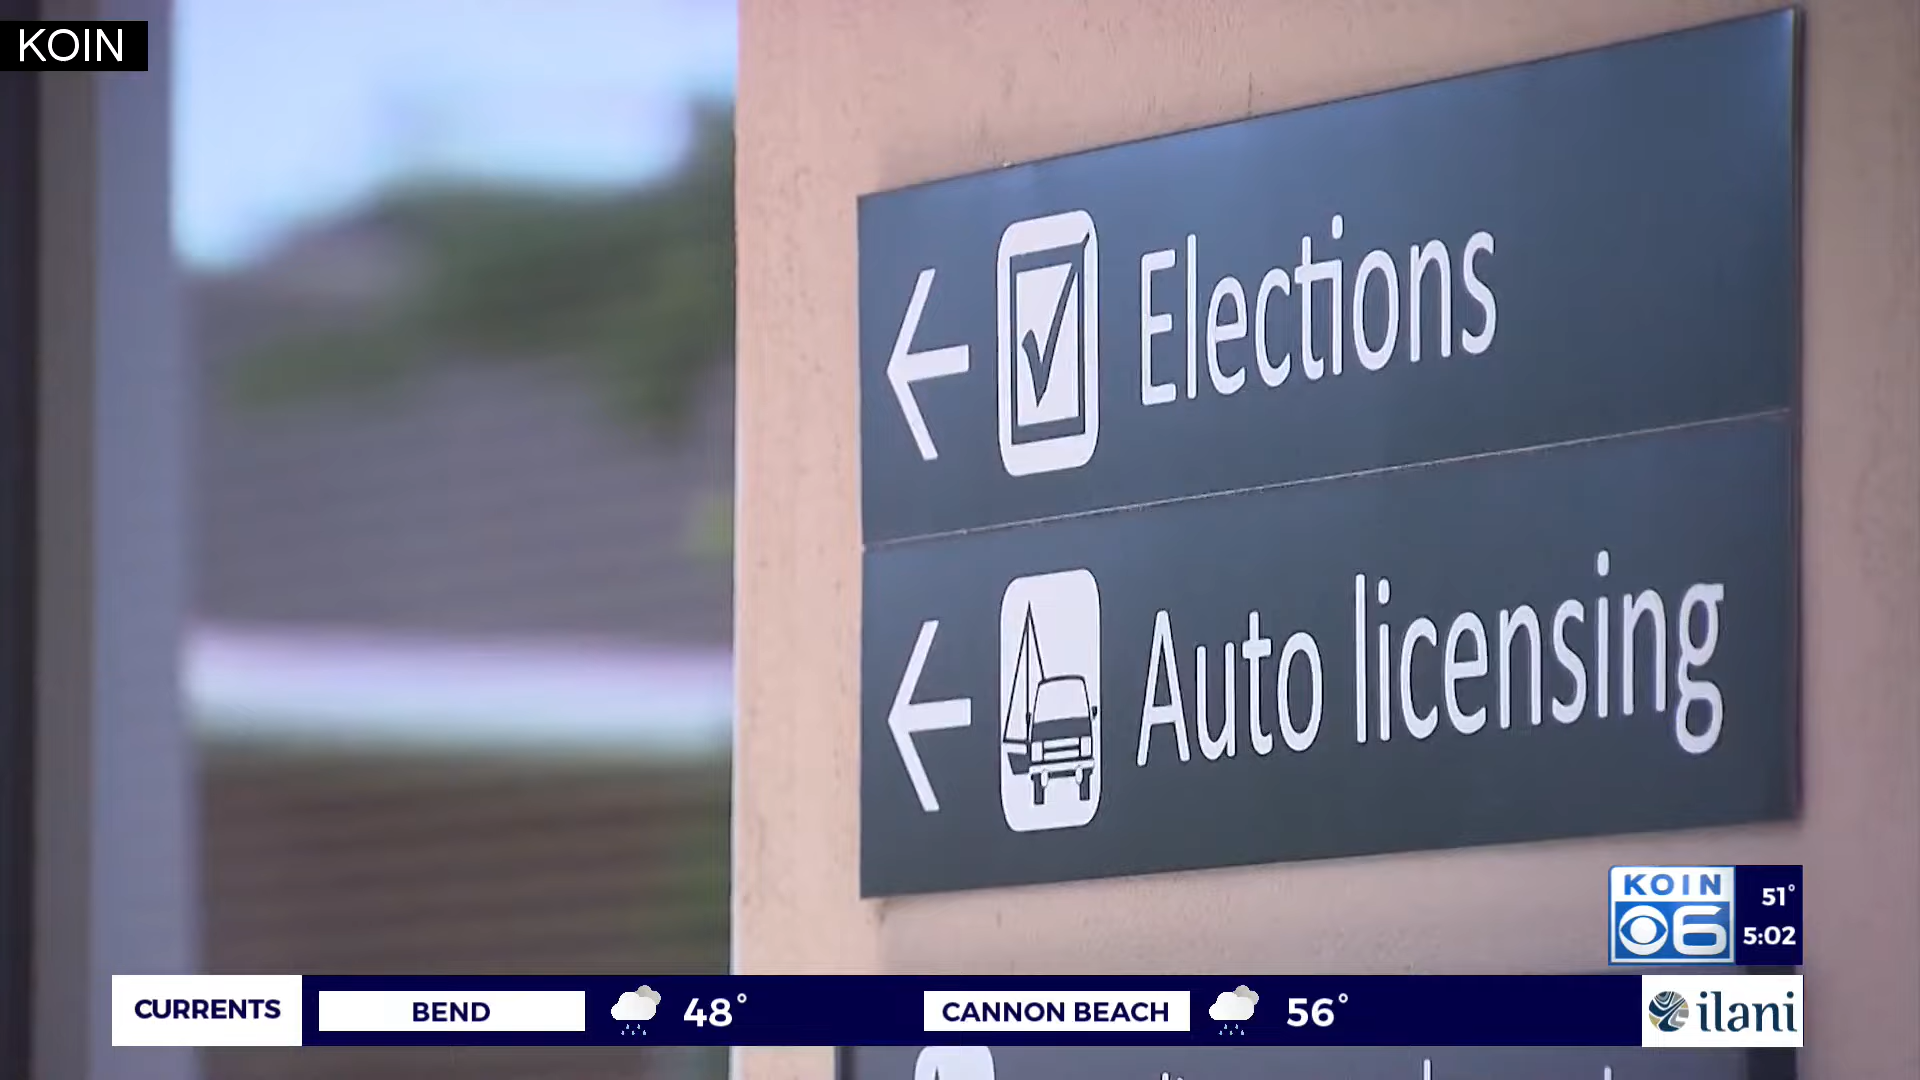 KOIN
Elections
Auto licensing
KOIN
6
51°
5:02
CURRENTS
BEND
48°
CANNON BEACH
56°
ilani